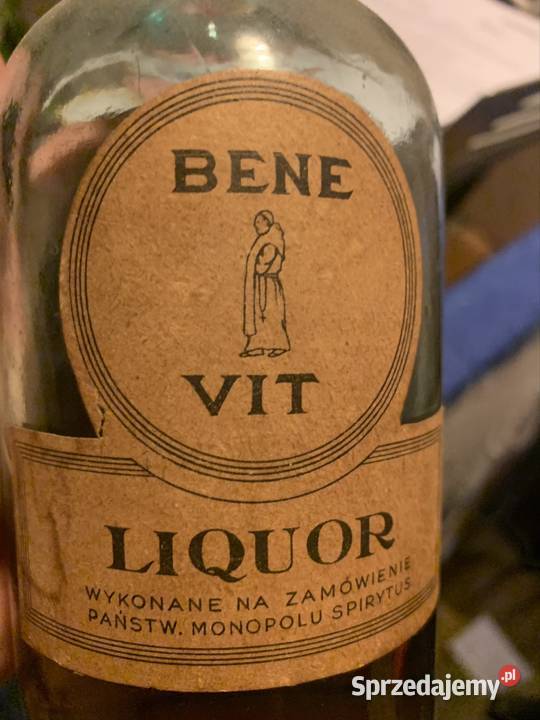 BENE
VIT
LIQUOR
WYKONANE NA ZAMÓWIENIE
PAŃSTW. MONOPOLU SPIRYTUS.
Sprzedajemy.pl